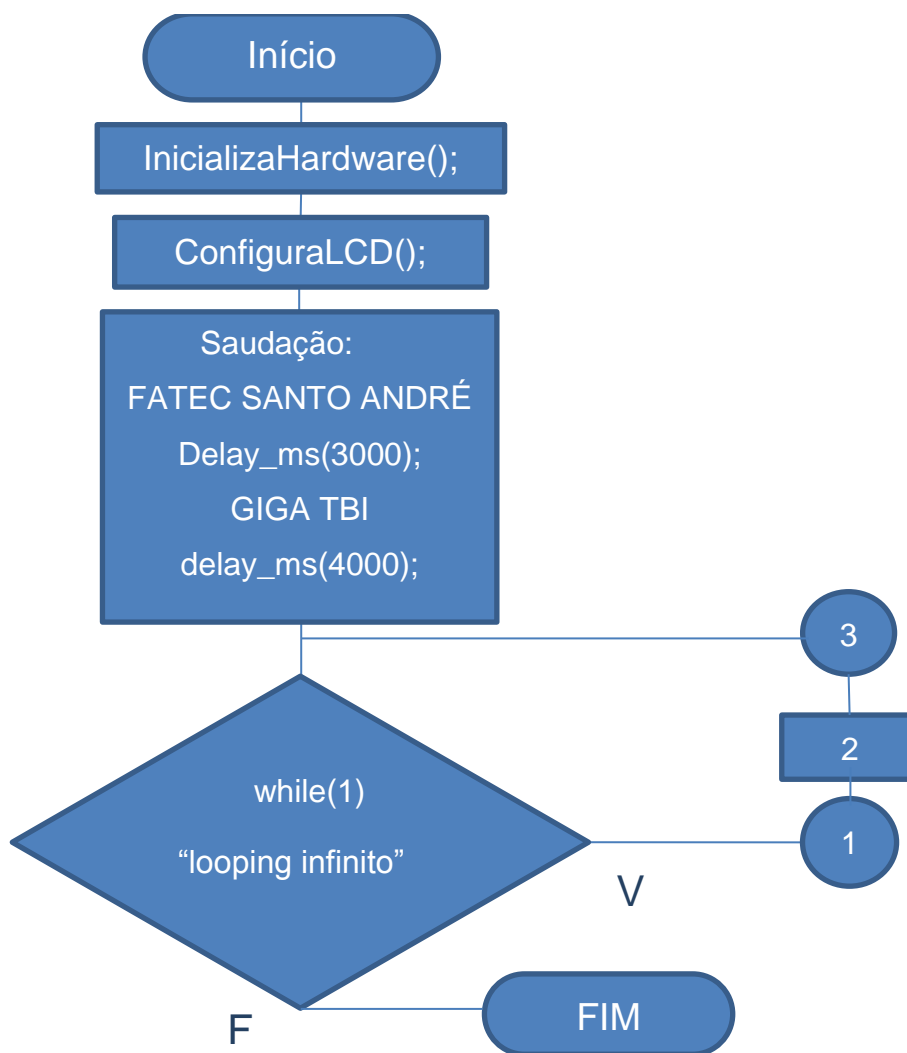 Início
InicializaHardware();
ConfiguraLCD();
Saudação:
FATEC SANTO ANDRÉ
Delay_ms(3000);
GIGA TBI
delay_ms(4000);
3
2
while(1)
“looping infinito”
1
V
F
FIM